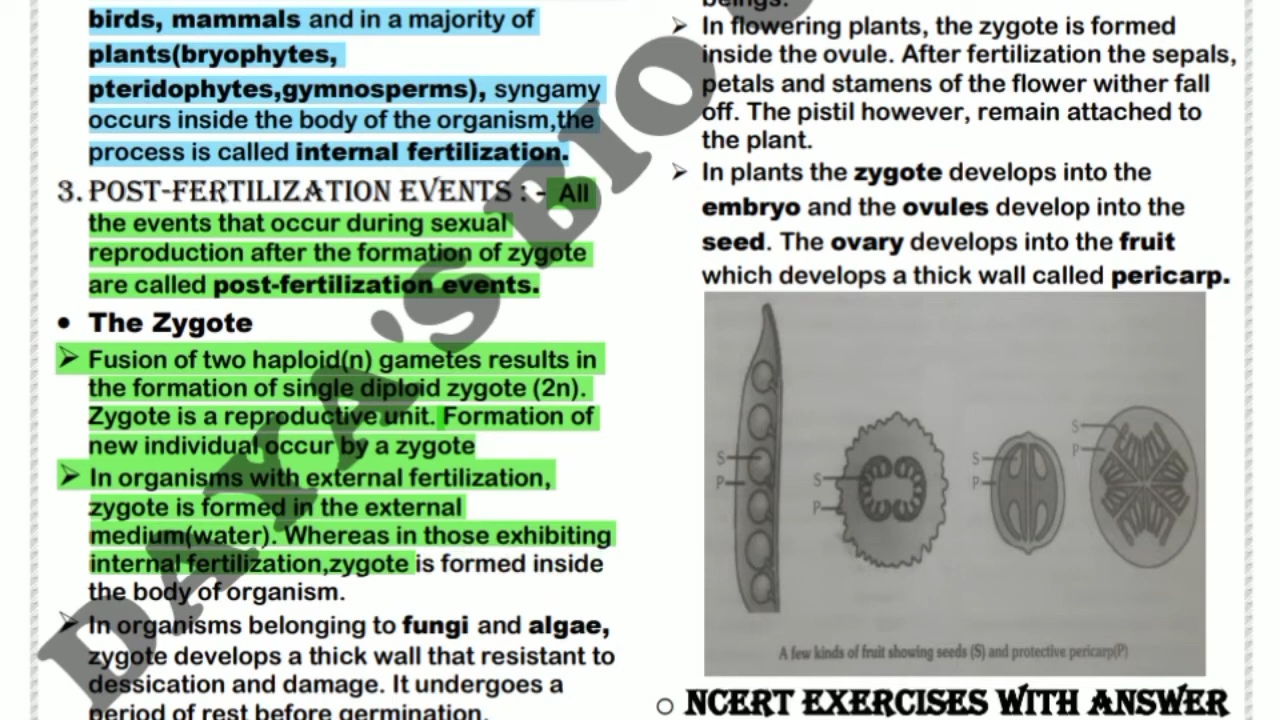 birds, mammals and in a majority of
plants(bryophytes,
pteridophytes,gymnosperms), syngamy
occurs inside the body of the organism,the
process is called internal fertilization.
3. POST-FERTILIZATION EVENTS : - All
the events that occur during sexual
reproduction after the formation of zygote
are called post-fertilization events.
• The Zygote
➢ Fusion of two haploid(n) gametes results in
the formation of single diploid zygote (2n).
Zygote is a reproductive unit. Formation of
new individual occur by a zygote
➢ In organisms with external fertilization,
zygote is formed in the external
medium(water). Whereas in those exhibiting
internal fertilization,zygote is formed inside
the body of organism.
➢ In organisms belonging to fungi and algae,
zygote develops a thick wall that resistant to
dessication and damage. It undergoes a
period of rest before germination.
beings.
➢ In flowering plants, the zygote is formed
inside the ovule. After fertilization the sepals,
petals and stamens of the flower wither fall
off. The pistil however, remain attached to
the plant.
➢ In plants the zygote develops into the
embryo and the ovules develop into the
seed. The ovary develops into the fruit
which develops a thick wall called pericarp.
S
P
S
P
S
P
S
P
A few kinds of fruit showing seeds (S) and protective pericarp(P)
○ NCERT EXERCISES WITH ANSWER
DAKA'S BIO